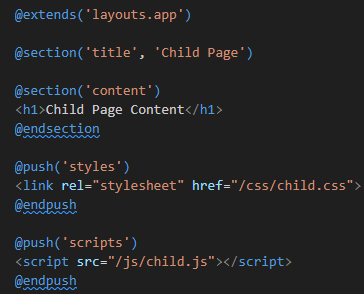 @extends('layouts.app')
@section('title', 'Child Page')
@section('content')
<h1>Child Page Content</h1>
@endsection
@push('styles')
<link rel="stylesheet" href="/css/child.css">
@endpush
@push('scripts')
<script src="/js/child.js"></script>
@endpush